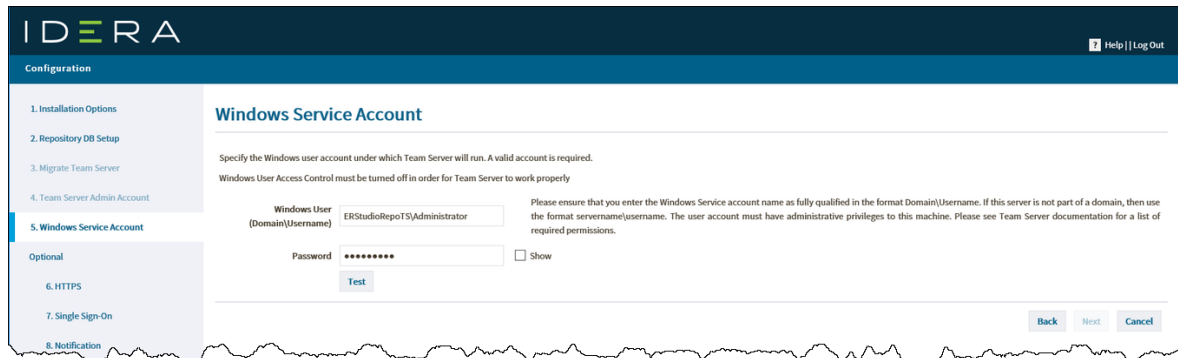 IDERA
? Help || Log Out
Configuration
1. Installation Options
2. Repository DB Setup
3. Migrate Team Server
4. Team Server Admin Account
5. Windows Service Account
Optional
6. HTTPS
7. Single Sign-On
8. Notification
Windows Service Account
Specify the Windows user account under which Team Server will run. A valid account is required.
Windows User Access Control must be turned off in order for Team Server to work properly
Windows User
(Domain\Username)
ERStudioRepoTS\Administrator
Please ensure that you enter the Windows Service account name as fully qualified in the format Domain\Username. If this server is not part of a domain, then use
the format servername\username. The user account must have administrative privileges to this machine. Please see Team Server documentation for a list of
required permissions.
Password ●●●●●●●●● Show
Test
Back Next Cancel